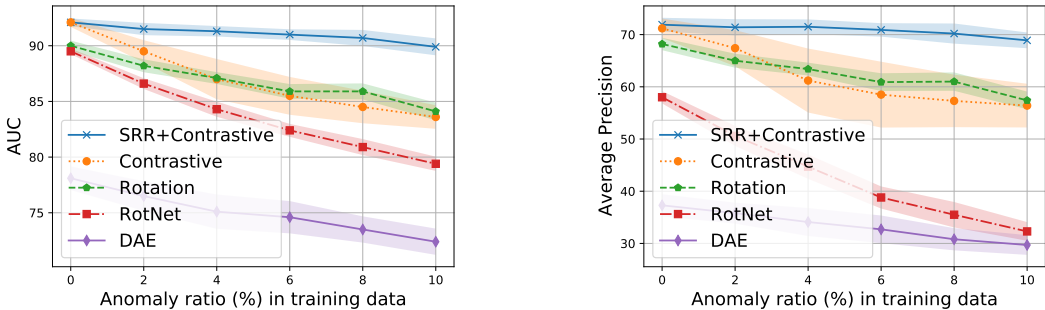 AUC
90
85
80
75
SRR+Contrastive
Contrastive
Rotation
RotNet
DAE
0 2 4 6 8 10
Anomaly ratio (%) in training data
Average Precision
70
60
50
40
30
SRR+Contrastive
Contrastive
Rotation
RotNet
DAE
0 2 4 6 8 10
Anomaly ratio (%) in training data